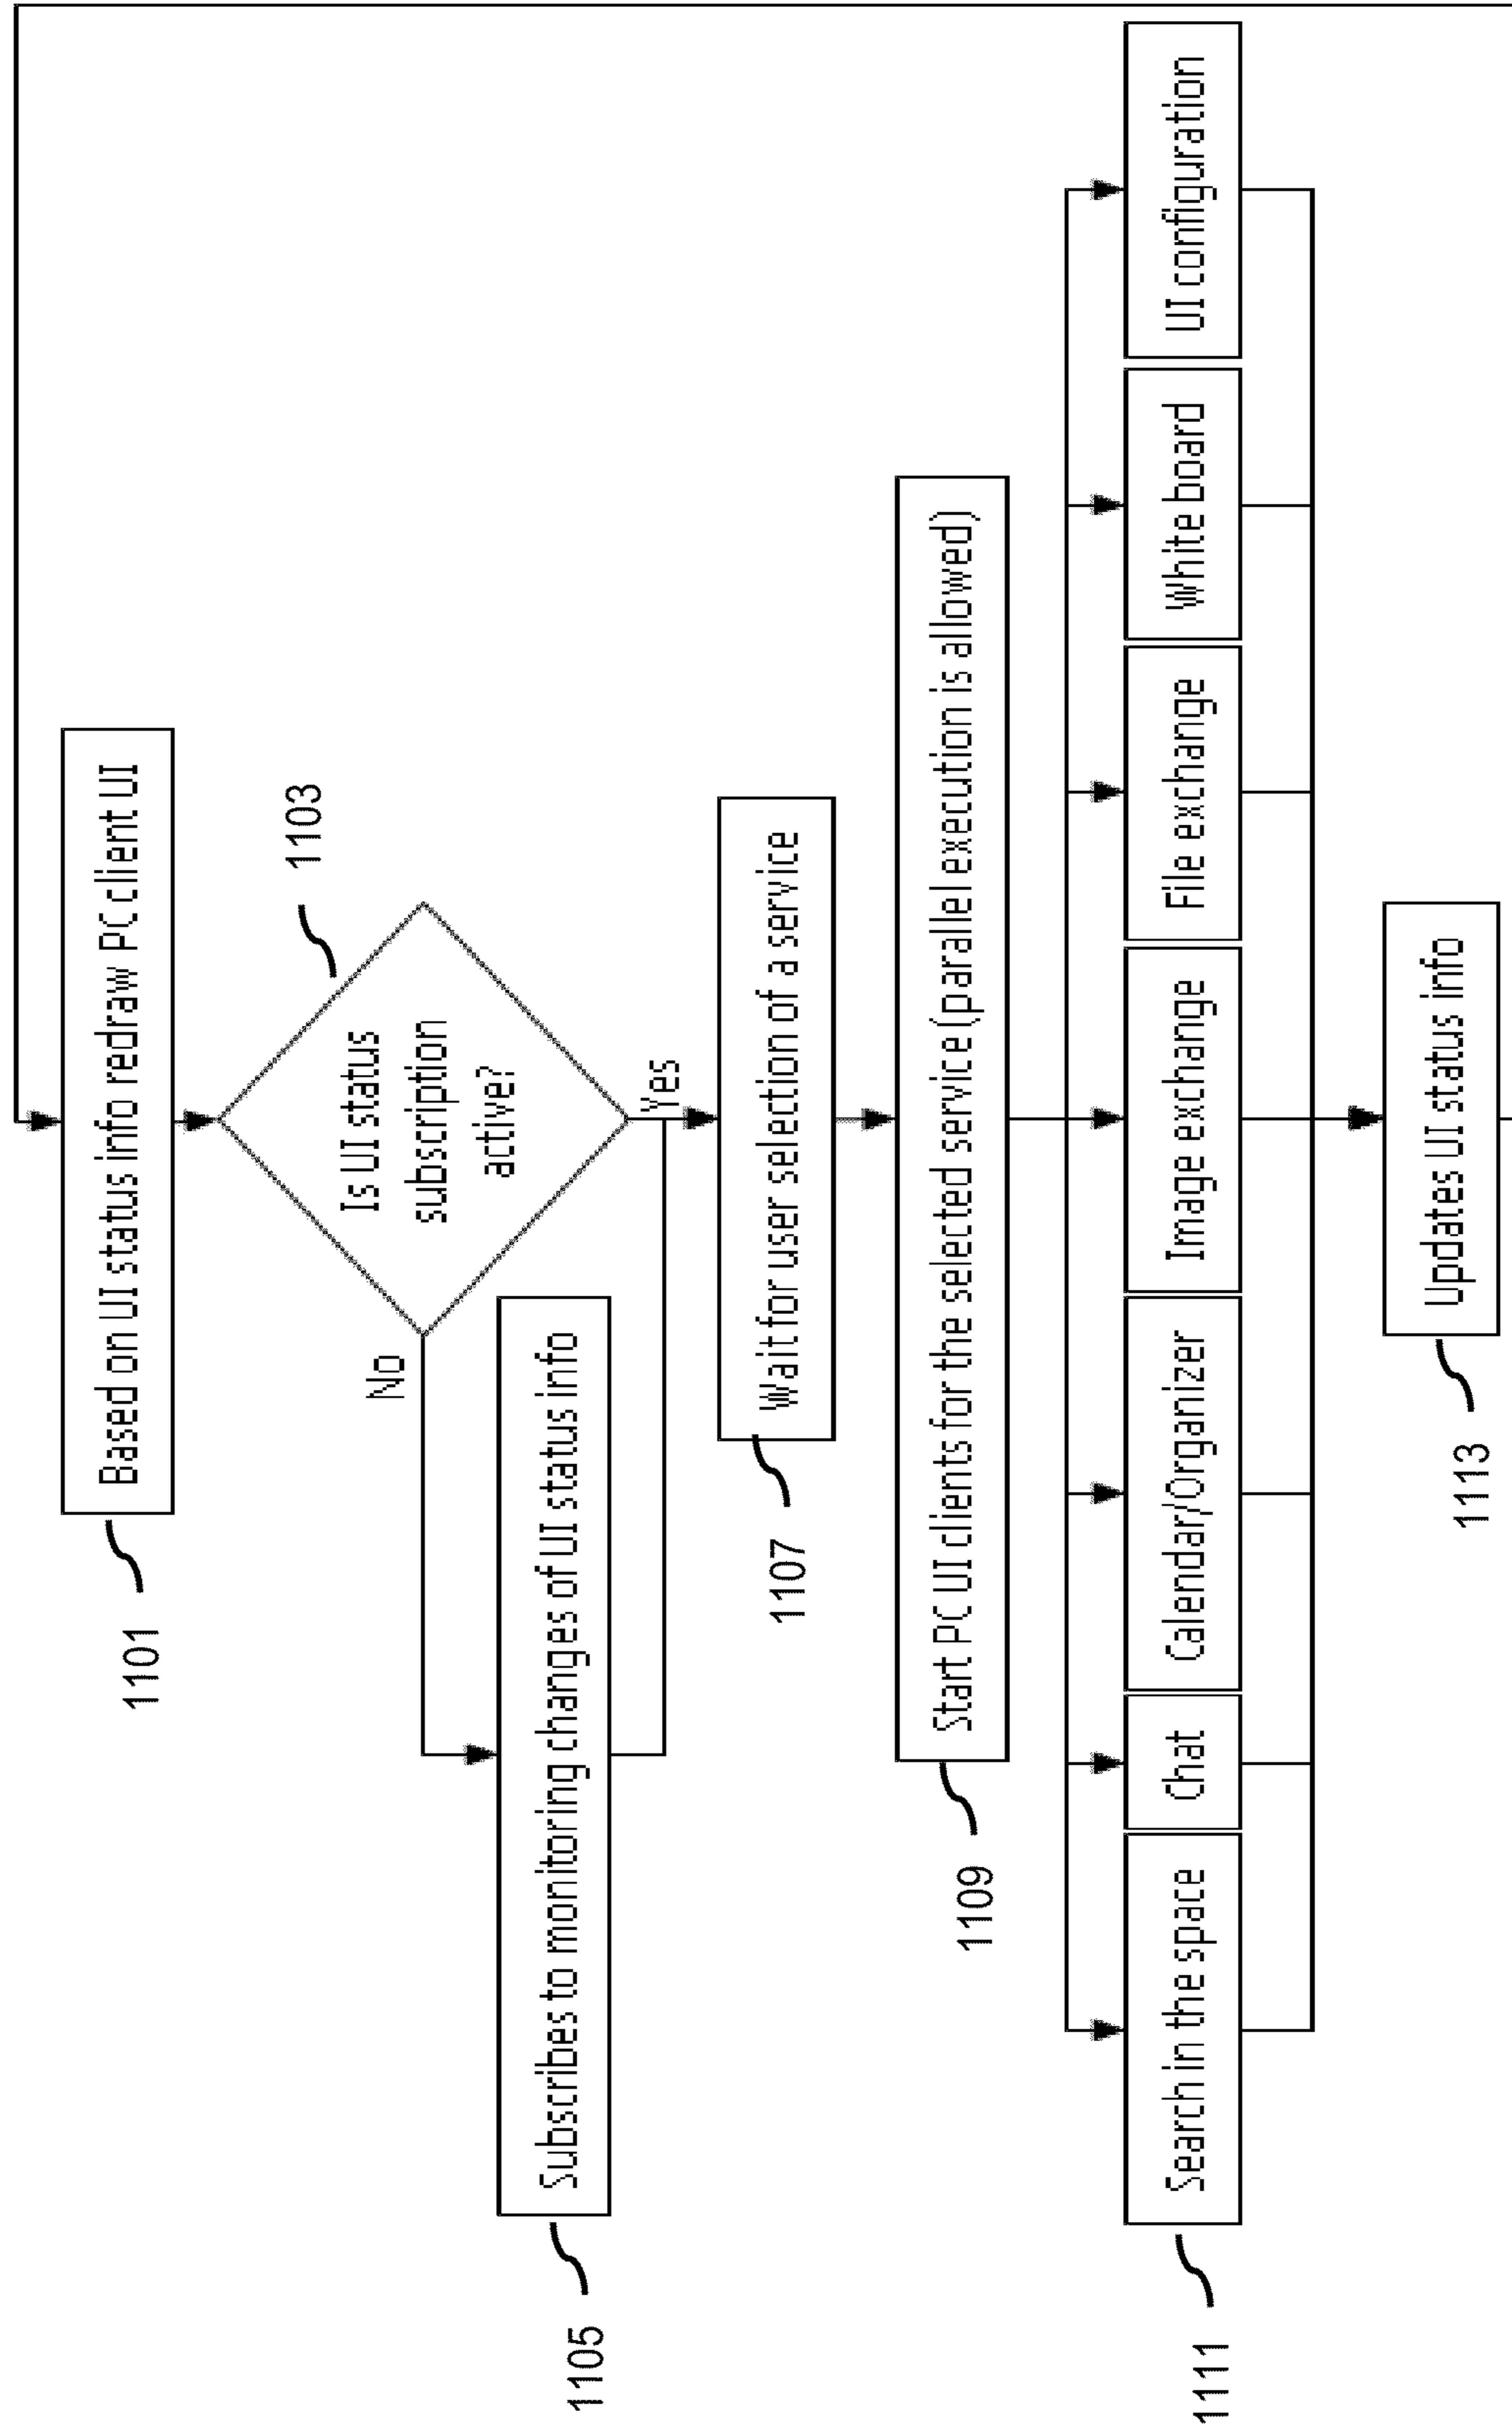 1101
Based on UI status info redraw PC client UI
1103
Is UI status
subscription
active?
No
Yes
1105
Subscribes to monitoring changes of UI status info
1107
Wait for user selection of a service
1109
Start PC UI clients for the selected service (parallel execution is allowed)
1111
Search in the space
Chat
Calendar/Organizer
Image exchange
File exchange
White board
UI configuration
1113
Updates UI status info